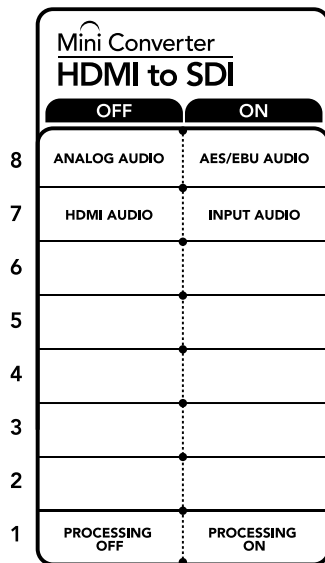 Mini Converter
HDMI to SDI
OFF ON
8 ANALOG AUDIO AES/EBU AUDIO
7 HDMI AUDIO INPUT AUDIO
6
5
4
3
2
1 PROCESSING OFF PROCESSING ON